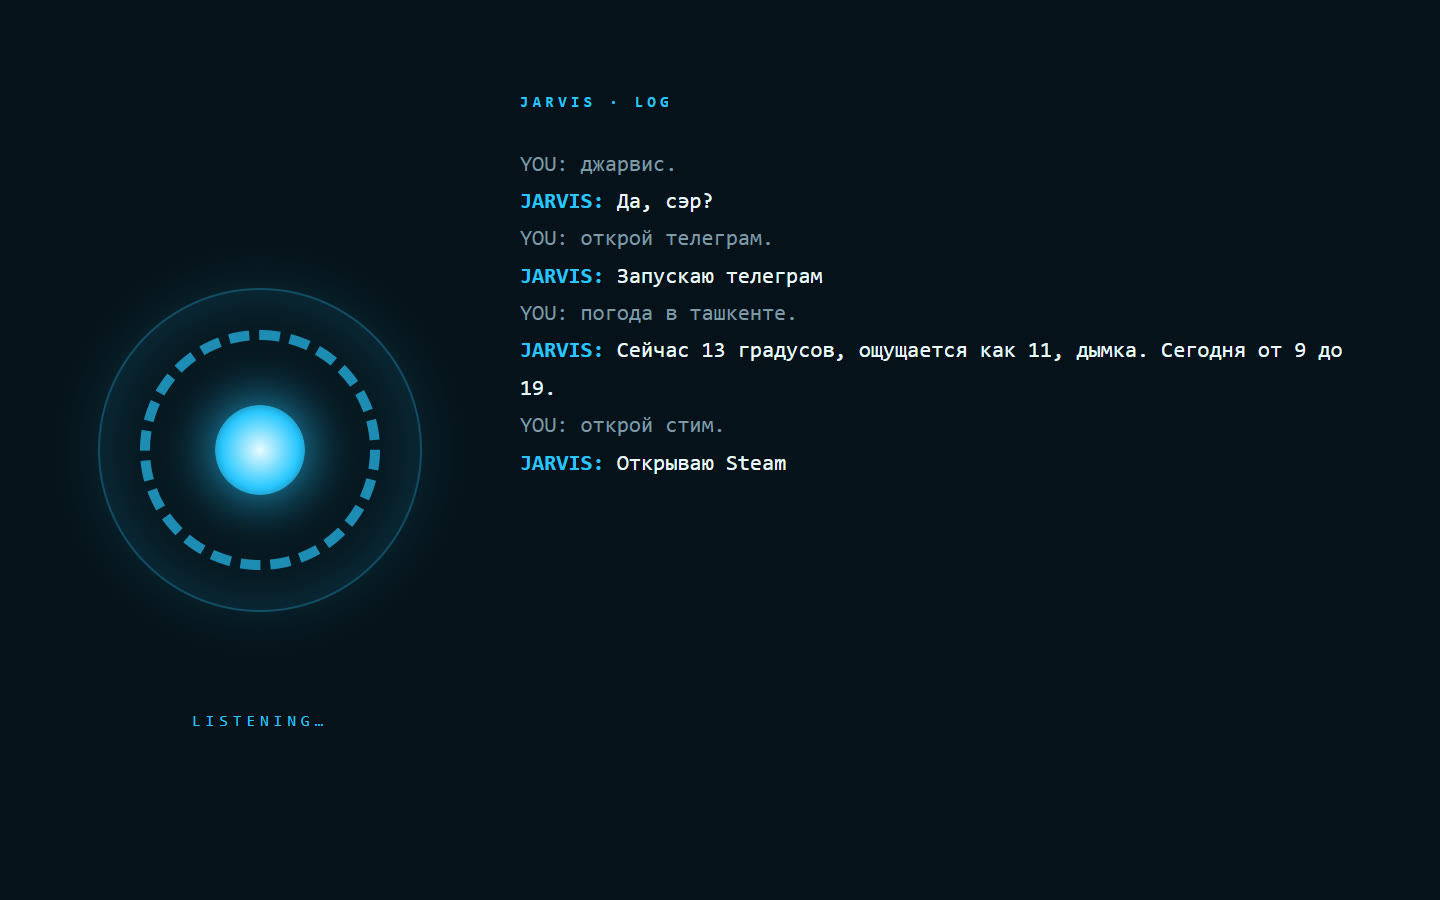 JARVIS · LOG
YOU: джарвис.
JARVIS: Да, сэр?
YOU: открой телеграм.
JARVIS: Запускаю телеграм
YOU: погода в ташкенте.
JARVIS: Сейчас 13 градусов, ощущается как 11, дымка. Сегодня от 9 до
19.
YOU: открой стим.
JARVIS: Открываю Steam
LISTENING…